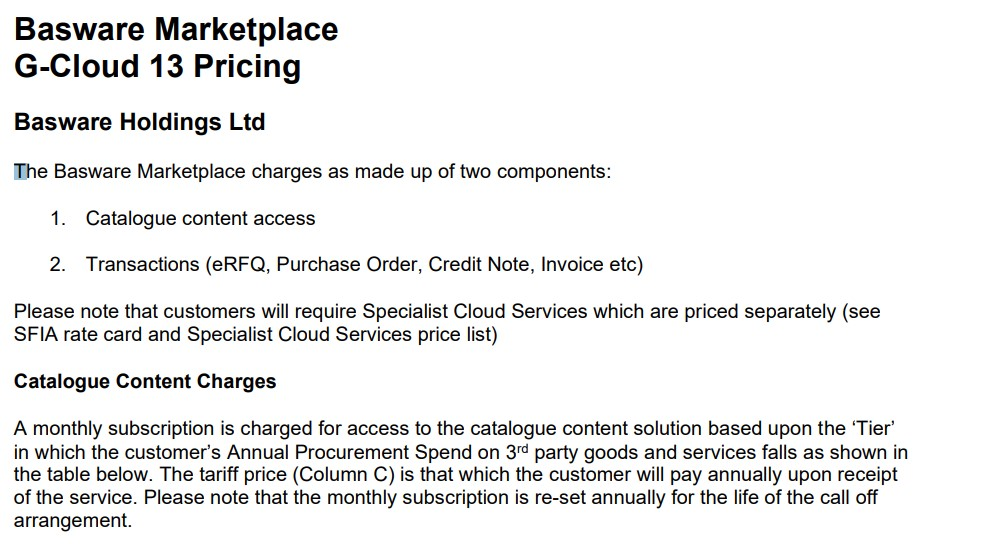 Basware Marketplace
G-Cloud 13 Pricing
Basware Holdings Ltd
The Basware Marketplace charges as made up of two components:
1. Catalogue content access
2. Transactions (eRFQ, Purchase Order, Credit Note, Invoice etc)
Please note that customers will require Specialist Cloud Services which are priced separately (see
SFIA rate card and Specialist Cloud Services price list)
Catalogue Content Charges
A monthly subscription is charged for access to the catalogue content solution based upon the ‘Tier’
in which the customer’s Annual Procurement Spend on 3rd party goods and services falls as shown in
the table below. The tariff price (Column C) is that which the customer will pay annually upon receipt
of the service. Please note that the monthly subscription is re-set annually for the life of the call off
arrangement.